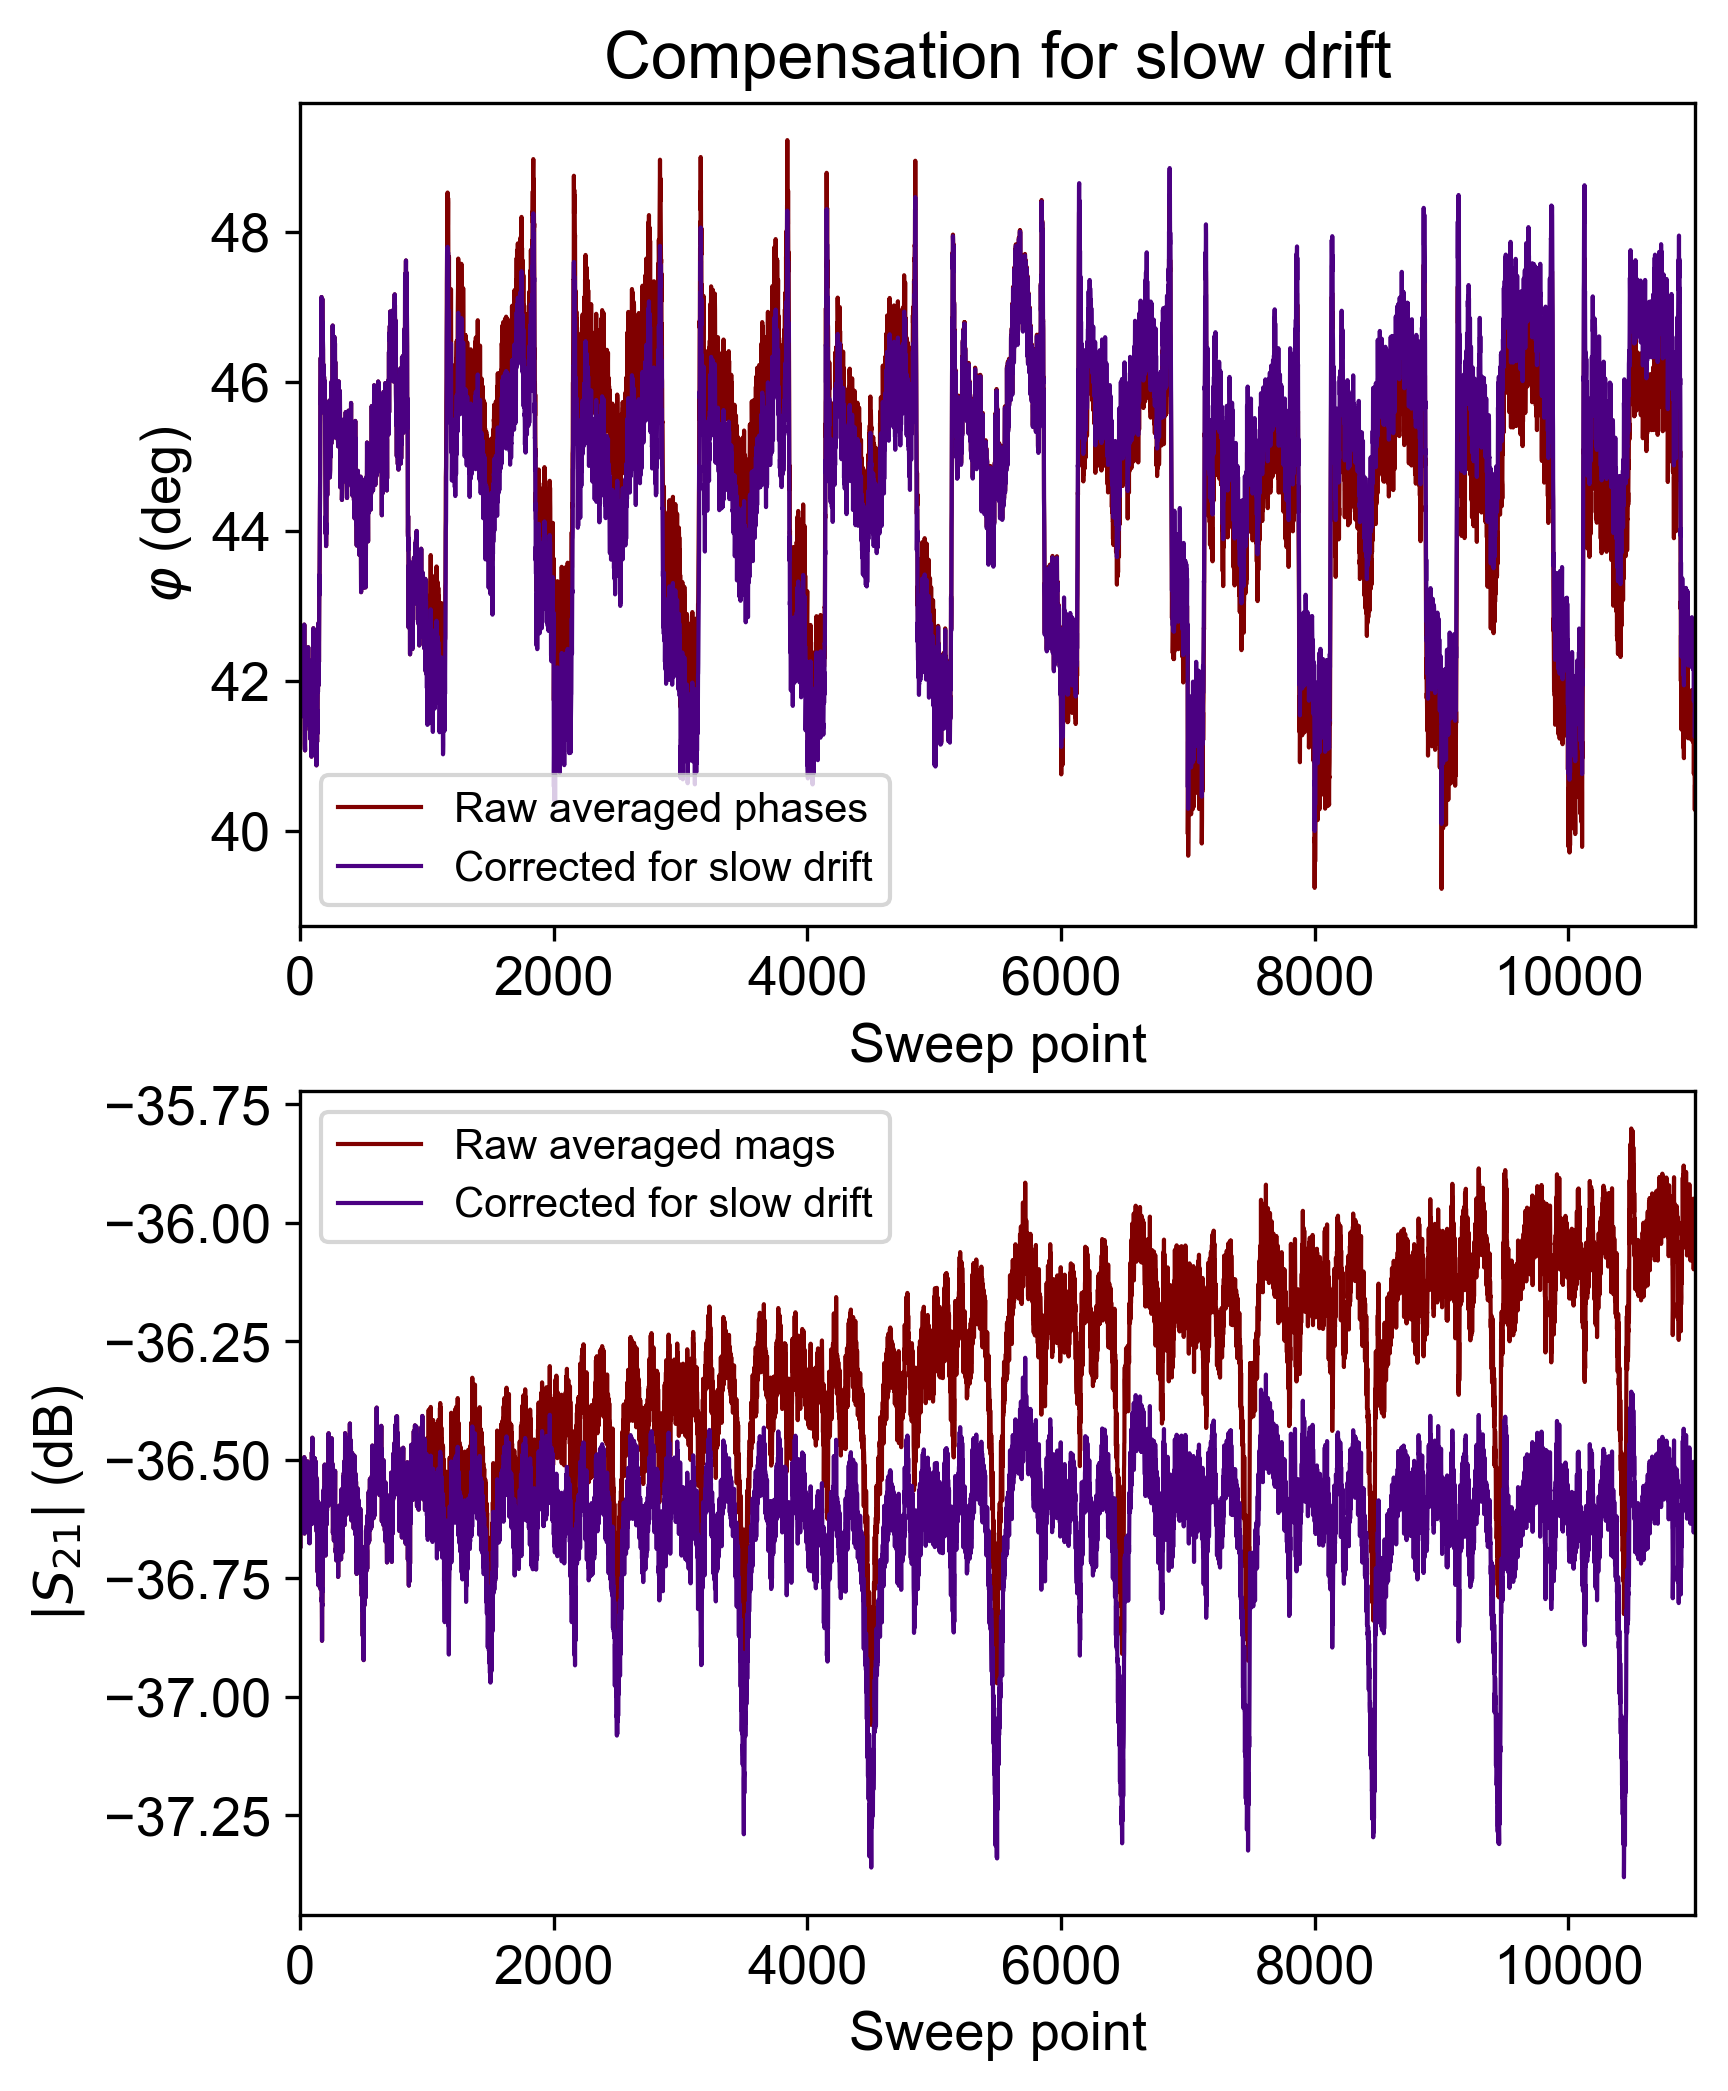 Compensation for slow drift
48
46
44
42
40
φ (deg)
Raw averaged phases
Corrected for slow drift
0 2000 4000 6000 8000 10000
Sweep point
−35.75
−36.00
−36.25
−36.50
−36.75
−37.00
−37.25
|S₂₁| (dB)
Raw averaged mags
Corrected for slow drift
0 2000 4000 6000 8000 10000
Sweep point